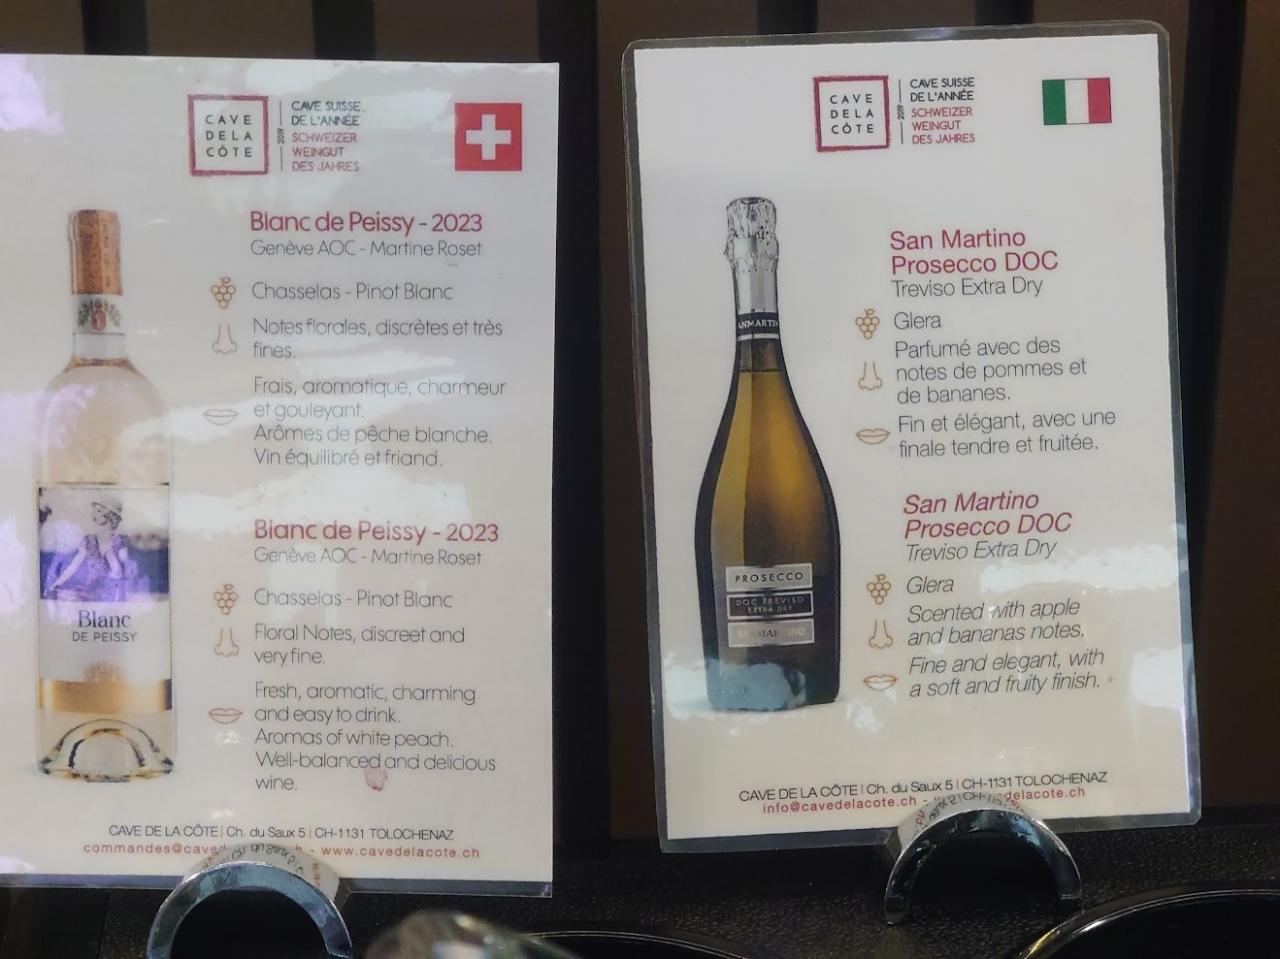 CAVE
DE LA
CÔTE
2019
CAVE SUISSE
DE L'ANNÉE
SCHWEIZER
WEINGUT
DES JAHRES
Blanc de Peissy - 2023
Genève AOC - Martine Roset
Chasselas - Pinot Blanc
Notes florales, discrètes et très
fines.
Frais, aromatique, charmeur
et gouleyant.
Arômes de pêche blanche.
Vin équilibré et friand.
Blanc de Peissy - 2023
Genève AOC - Martine Roset
Chasselas - Pinot Blanc
Floral Notes, discreet and
very fine.
Fresh, aromatic, charming
and easy to drink.
Aromas of white peach.
Well-balanced and delicious
wine.
Blanc
DE PEISSY
CAVE DE LA CÔTE | Ch. du Saux 5 | CH-1131 TOLOCHENAZ
- www.cavedelacote.ch
CAVE
DE LA
CÔTE
2019
CAVE SUISSE
DE L'ANNÉE
SCHWEIZER
WEINGUT
DES JAHRES
San Martino
Prosecco DOC
Treviso Extra Dry
Glera
Parfumé avec des
notes de pommes et
de bananes.
Fin et élégant, avec une
finale tendre et fruitée.
San Martino
Prosecco DOC
Treviso Extra Dry
Glera
Scented with apple
and bananas notes.
Fine and elegant, with
a soft and fruity finish.
PROSECCO
DOC TREVISO
EXTRA DRY
SANMARTINO
CAVE DE LA CÔTE | Ch. du Saux 5 | CH-1131 TOLOCHENAZ
info@cavedelacote.ch -